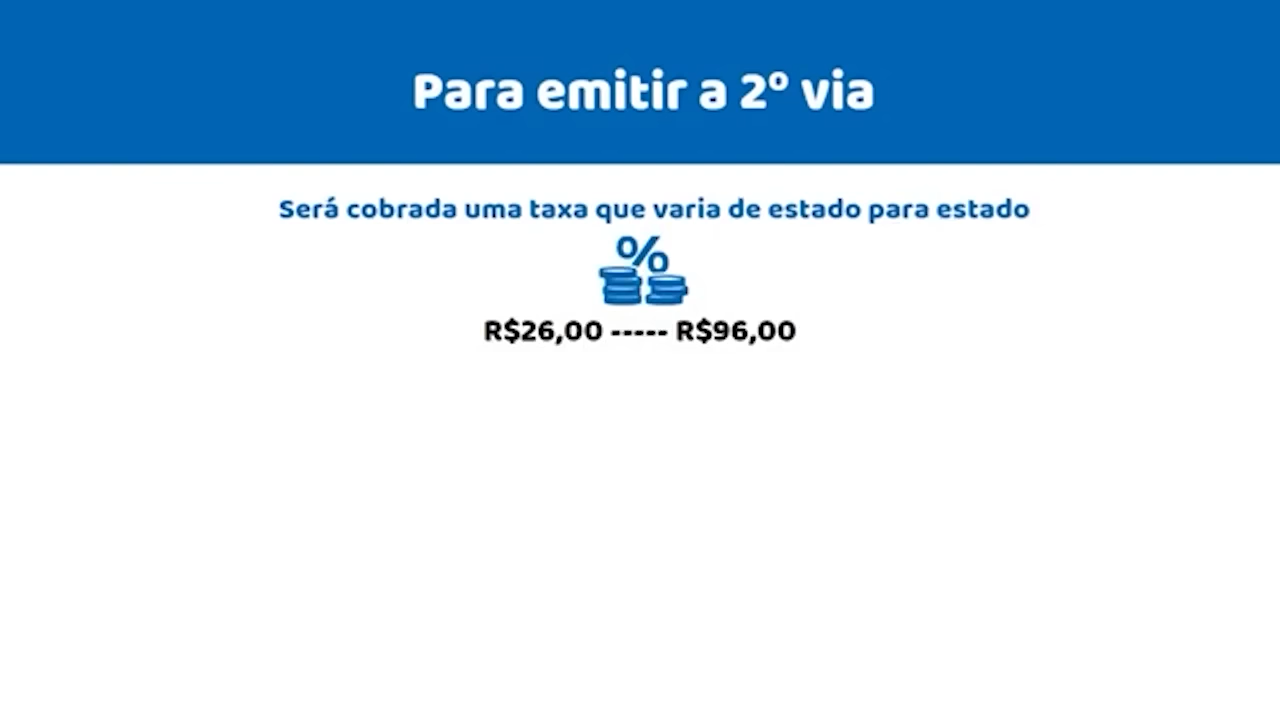 Para emitir a 2º via
Será cobrada uma taxa que varia de estado para estado
%
R$26,00 ----- R$96,00